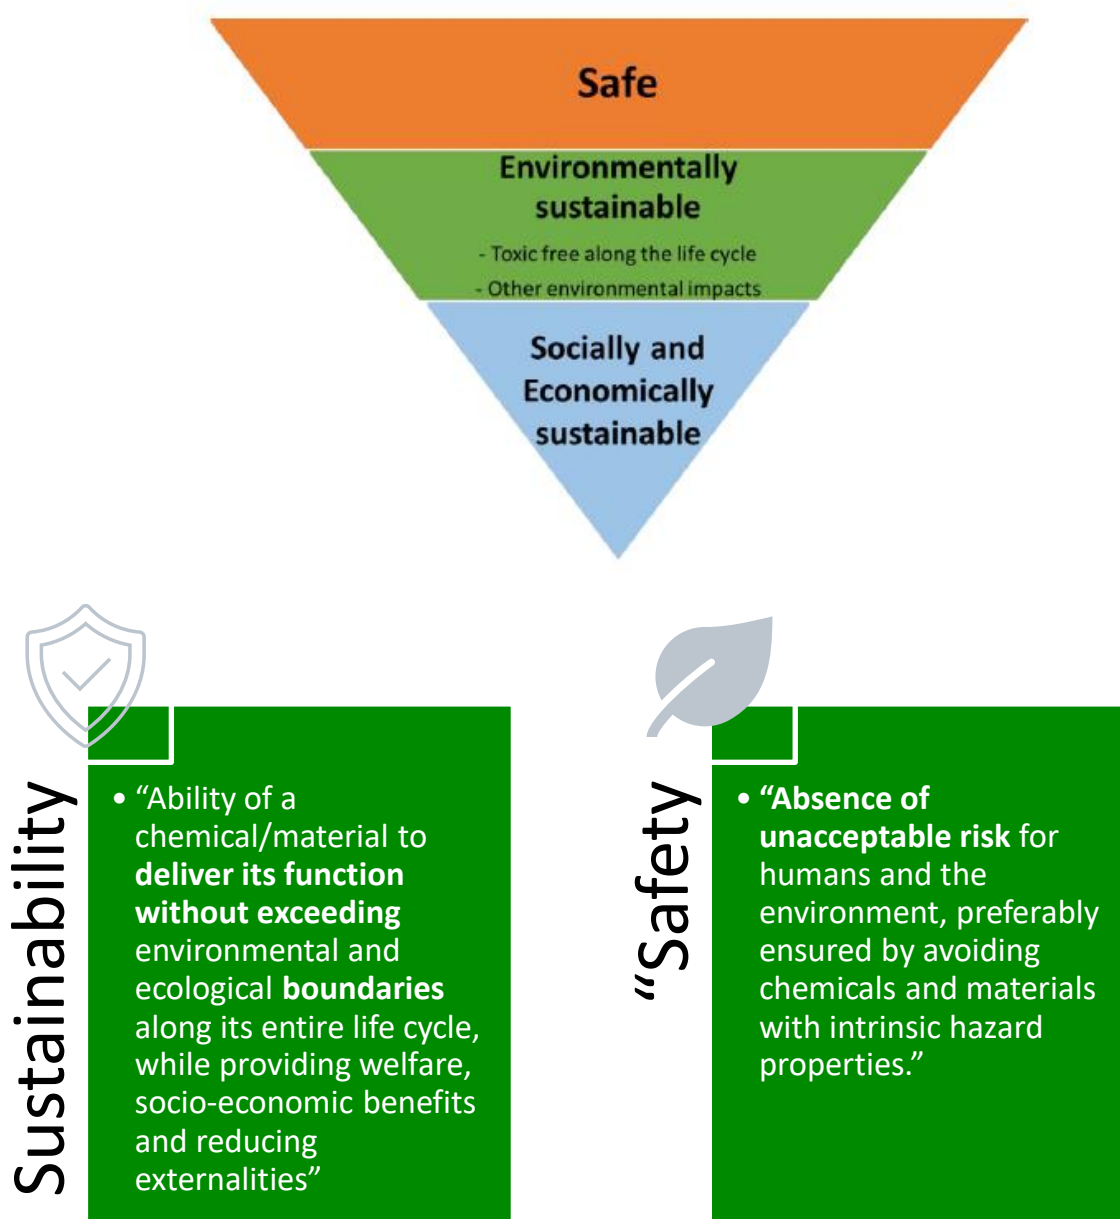 Safe
Environmentally
sustainable
- Toxic free along the life cycle
- Other environmental impacts
Socially and
Economically
sustainable
Sustainability
• “Ability of a
chemical/material to
deliver its function
without exceeding
environmental and
ecological boundaries
along its entire life cycle,
while providing welfare,
socio-economic benefits
and reducing
externalities”
“Safety
• “Absence of
unacceptable risk for
humans and the
environment, preferably
ensured by avoiding
chemicals and materials
with intrinsic hazard
properties.”